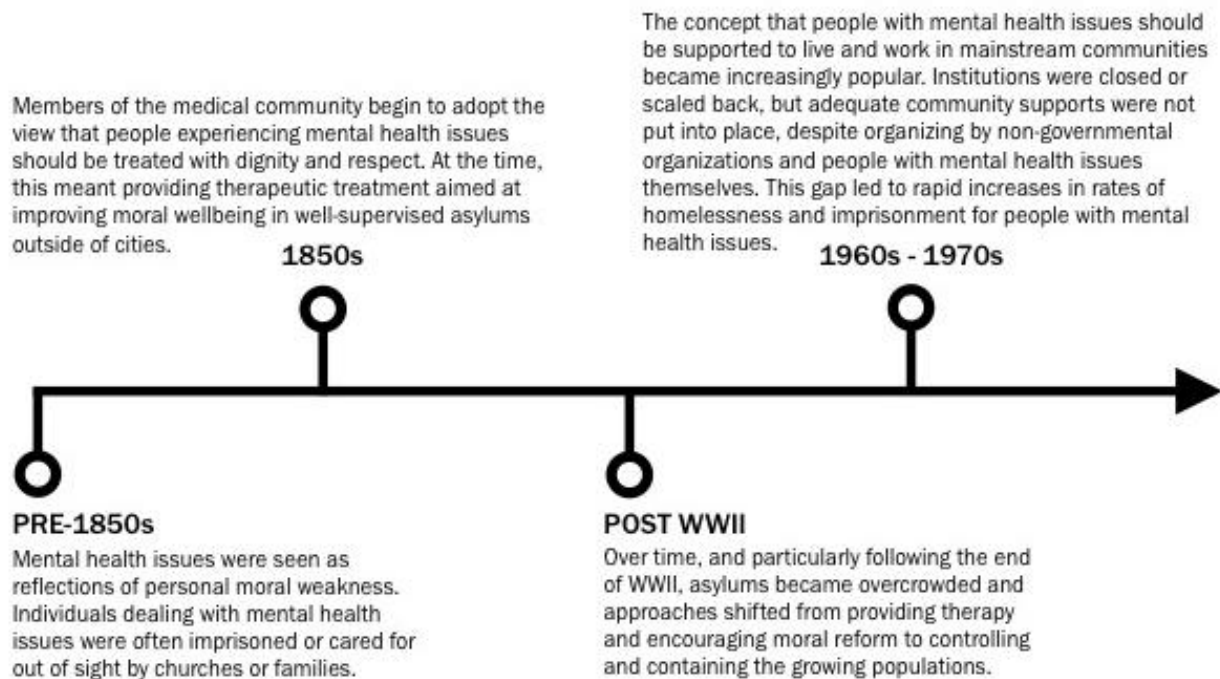 Members of the medical community begin to adopt the
view that people experiencing mental health issues
should be treated with dignity and respect. At the time,
this meant providing therapeutic treatment aimed at
improving moral wellbeing in well-supervised asylums
outside of cities.
1850s
The concept that people with mental health issues should
be supported to live and work in mainstream communities
became increasingly popular. Institutions were closed or
scaled back, but adequate community supports were not
put into place, despite organizing by non-governmental
organizations and people with mental health issues
themselves. This gap led to rapid increases in rates of
homelessness and imprisonment for people with mental
health issues.
1960s - 1970s
PRE-1850s
Mental health issues were seen as
reflections of personal moral weakness.
Individuals dealing with mental health
issues were often imprisoned or cared for
out of sight by churches or families.
POST WWII
Over time, and particularly following the end
of WWII, asylums became overcrowded and
approaches shifted from providing therapy
and encouraging moral reform to controlling
and containing the growing populations.